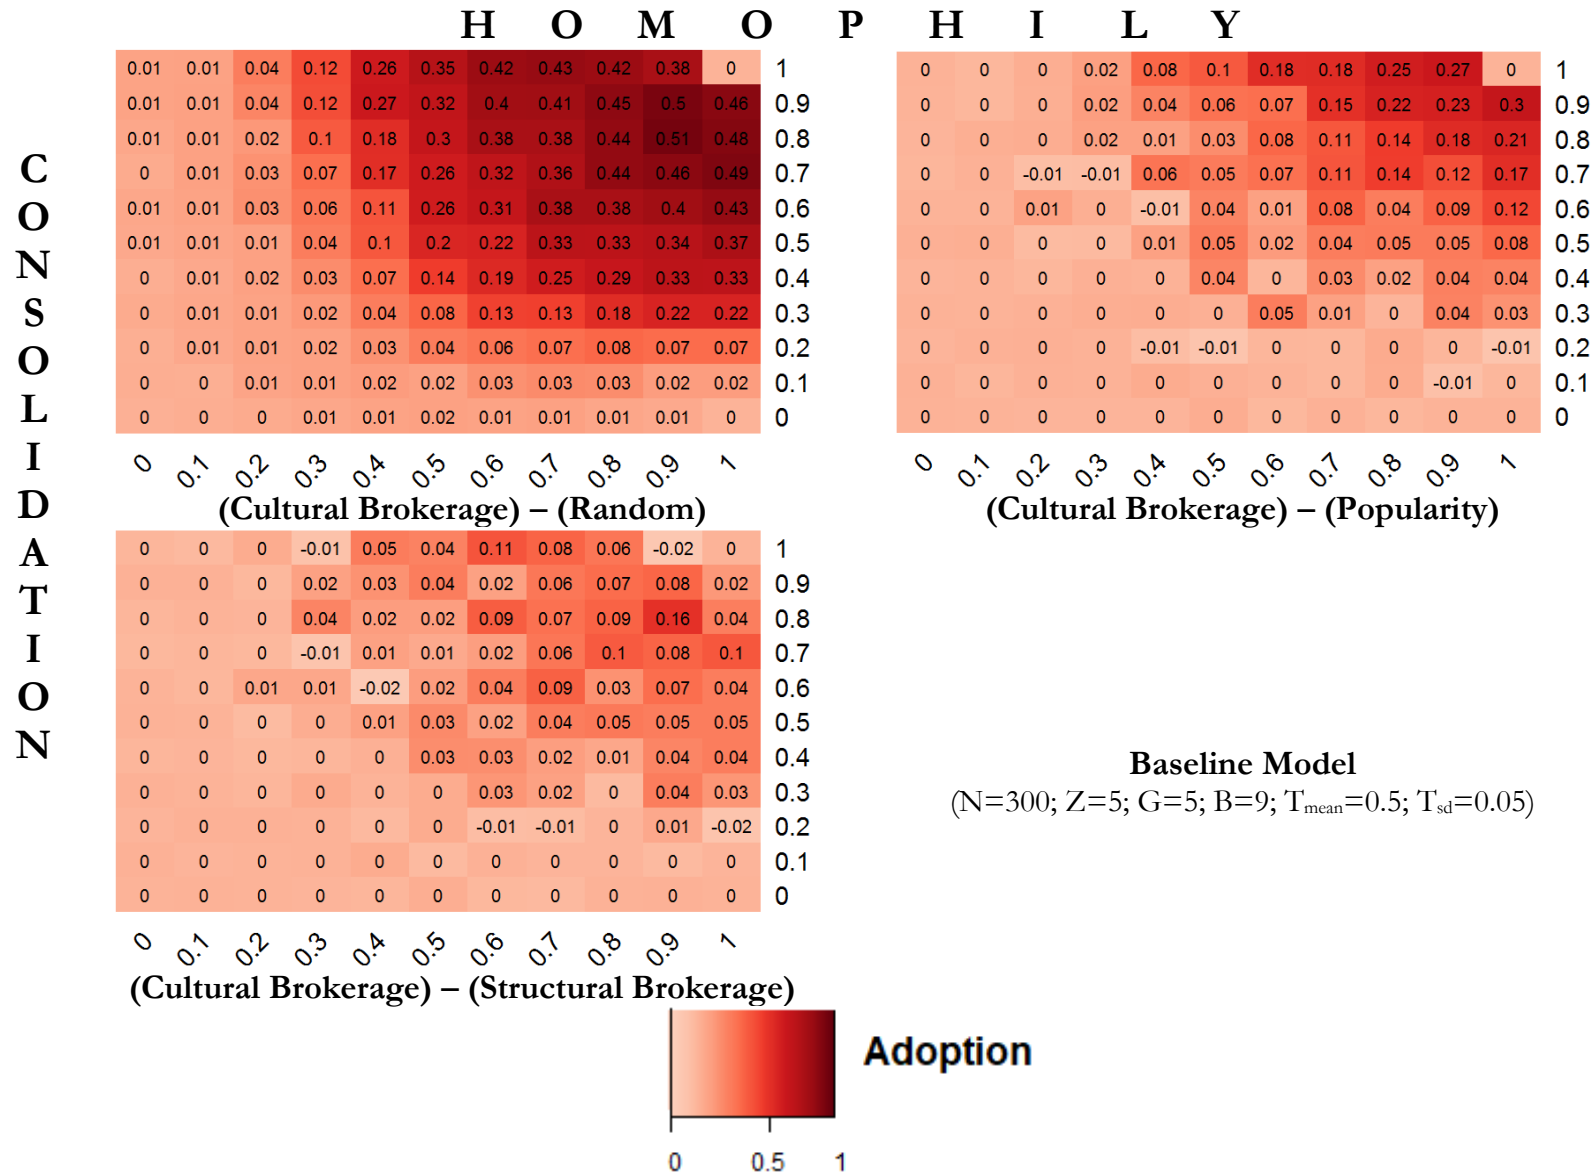 H O M O P H I L Y
C O N S O L I D A T I O N
0.01 0.01 0.04 0.12 0.26 0.35 0.42 0.43 0.42 0.38 0 1
0.01 0.01 0.04 0.12 0.27 0.32 0.4 0.41 0.45 0.5 0.46 0.9
0.01 0.01 0.02 0.1 0.18 0.3 0.38 0.38 0.44 0.51 0.48 0.8
0 0.01 0.03 0.07 0.17 0.26 0.32 0.36 0.44 0.46 0.49 0.7
0.01 0.01 0.03 0.06 0.11 0.26 0.31 0.38 0.38 0.4 0.43 0.6
0.01 0.01 0.01 0.04 0.1 0.2 0.22 0.33 0.33 0.34 0.37 0.5
0 0.01 0.02 0.03 0.07 0.14 0.19 0.25 0.29 0.33 0.33 0.4
0 0.01 0.01 0.02 0.04 0.08 0.13 0.13 0.18 0.22 0.22 0.3
0 0.01 0.01 0.02 0.03 0.04 0.06 0.07 0.08 0.07 0.07 0.2
0 0 0.01 0.01 0.02 0.02 0.03 0.03 0.03 0.02 0.02 0.1
0 0 0 0.01 0.01 0.02 0.01 0.01 0.01 0.01 0 0
0 0.1 0.2 0.3 0.4 0.5 0.6 0.7 0.8 0.9 1
(Cultural Brokerage) – (Random)
0 0 0 0.02 0.08 0.1 0.18 0.18 0.25 0.27 0 1
0 0 0 0.02 0.04 0.06 0.07 0.15 0.22 0.23 0.3 0.9
0 0 0 0.02 0.01 0.03 0.08 0.11 0.14 0.18 0.21 0.8
0 0 -0.01 -0.01 0.06 0.05 0.07 0.11 0.14 0.12 0.17 0.7
0 0 0.01 0 -0.01 0.04 0.01 0.08 0.04 0.09 0.12 0.6
0 0 0 0 0.01 0.05 0.02 0.04 0.05 0.05 0.08 0.5
0 0 0 0 0 0.04 0 0.03 0.02 0.04 0.04 0.4
0 0 0 0 0 0 0.05 0.01 0 0.04 0.03 0.3
0 0 0 0 -0.01 -0.01 0 0 0 0 -0.01 0.2
0 0 0 0 0 0 0 0 0 -0.01 0 0.1
0 0 0 0 0 0 0 0 0 0 0 0
0 0.1 0.2 0.3 0.4 0.5 0.6 0.7 0.8 0.9 1
(Cultural Brokerage) – (Popularity)
0 0 0 -0.01 0.05 0.04 0.11 0.08 0.06 -0.02 0 1
0 0 0 0.02 0.03 0.04 0.02 0.06 0.07 0.08 0.02 0.9
0 0 0 0.04 0.02 0.02 0.09 0.07 0.09 0.16 0.04 0.8
0 0 0 -0.01 0.01 0.01 0.02 0.06 0.1 0.08 0.1 0.7
0 0 0.01 0.01 -0.02 0.02 0.04 0.09 0.03 0.07 0.04 0.6
0 0 0 0 0.01 0.03 0.02 0.04 0.05 0.05 0.05 0.5
0 0 0 0 0 0.03 0.03 0.02 0.01 0.04 0.04 0.4
0 0 0 0 0 0 0.03 0.02 0 0.04 0.03 0.3
0 0 0 0 0 0 -0.01 -0.01 0 0.01 -0.02 0.2
0 0 0 0 0 0 0 0 0 0 0 0.1
0 0 0 0 0 0 0 0 0 0 0 0
0 0.1 0.2 0.3 0.4 0.5 0.6 0.7 0.8 0.9 1
(Cultural Brokerage) – (Structural Brokerage)
Baseline Model
(N=300; Z=5; G=5; B=9; Tmean=0.5; Tsd=0.05)
Adoption
0 0.5 1